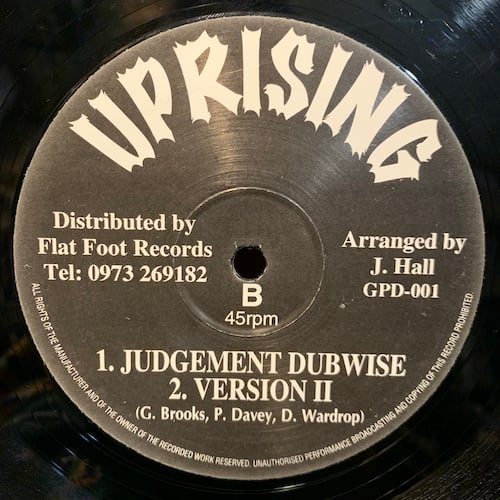 UPRISING
Distributed by
Flat Foot Records
Tel: 0973 269182
Arranged by
J. Hall
GPD-001
B
45rpm
1. JUDGEMENT DUBWISE
2. VERSION II
(G. Brooks, P. Davey, D. Wardrop)
ALL RIGHTS OF THE MANUFACTURER AND OF THE OWNER OF THE RECORDED WORK RESERVED. UNAUTHORISED PERFORMANCE BROADCASTING AND COPYING OF THIS RECORD PROHIBITED.